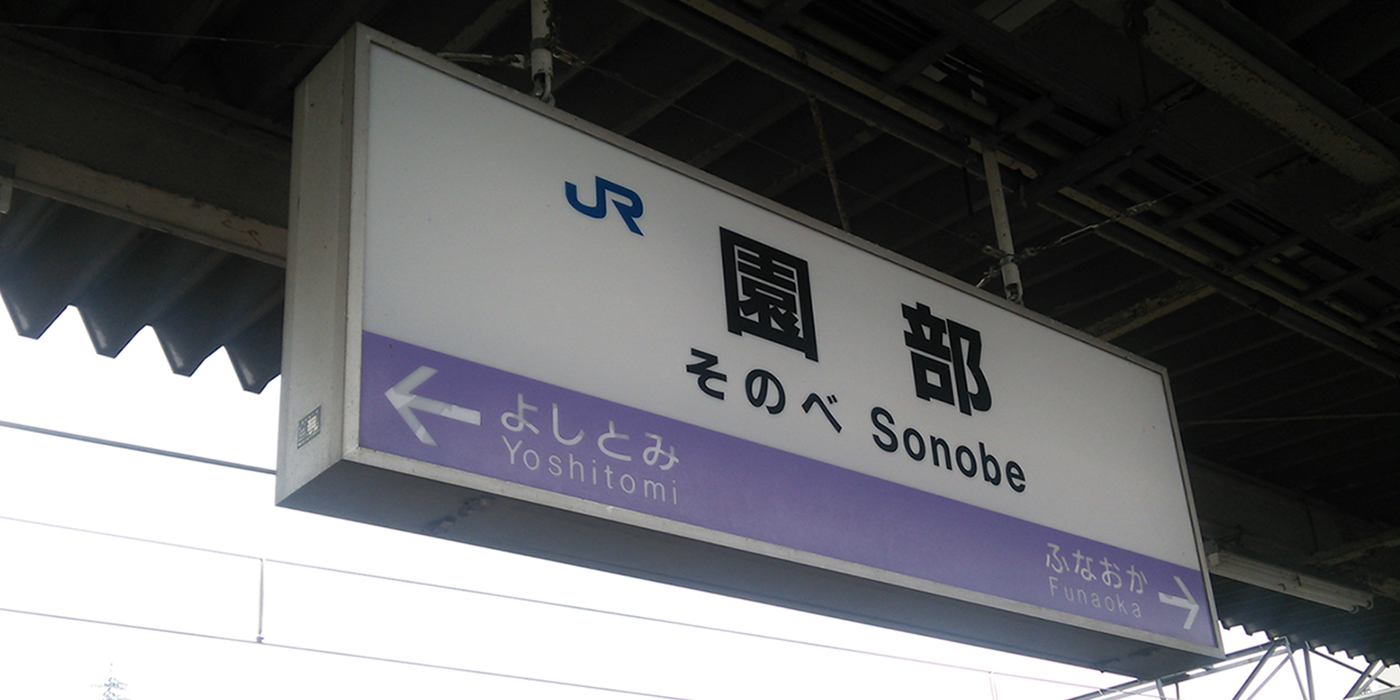 JR
園部
そのべ Sonobe
よしとみ
Yoshitomi
ふなおか
Funaoka